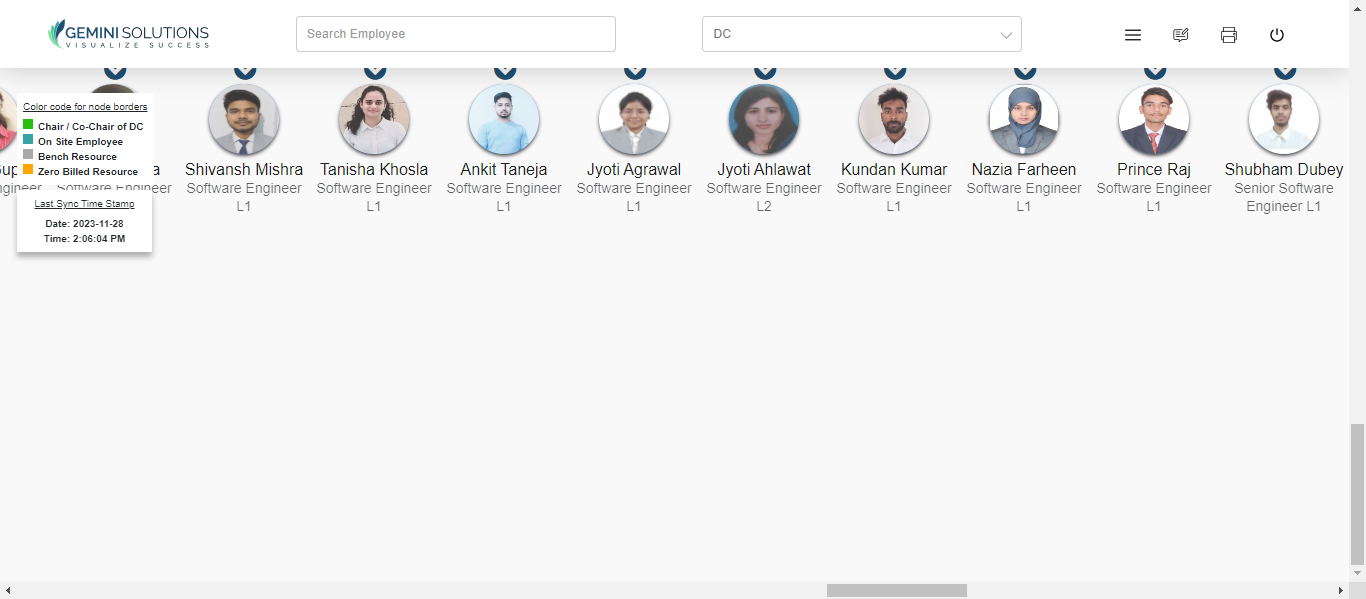 GEMINI SOLUTIONS
VISUALIZE SUCCESS
Search Employee
DC
Color code for node borders
Chair / Co-Chair of DC
On Site Employee
Bench Resource
Zero Billed Resource
Last Sync Time Stamp
Date: 2023-11-28
Time: 2:06:04 PM
Software Engineer
Shivansh Mishra
Software Engineer
L1
Tanisha Khosla
Software Engineer
L1
Ankit Taneja
Software Engineer
L1
Jyoti Agrawal
Software Engineer
L1
Jyoti Ahlawat
Software Engineer
L2
Kundan Kumar
Software Engineer
L1
Nazia Farheen
Software Engineer
L1
Prince Raj
Software Engineer
L1
Shubham Dubey
Senior Software
Engineer L1